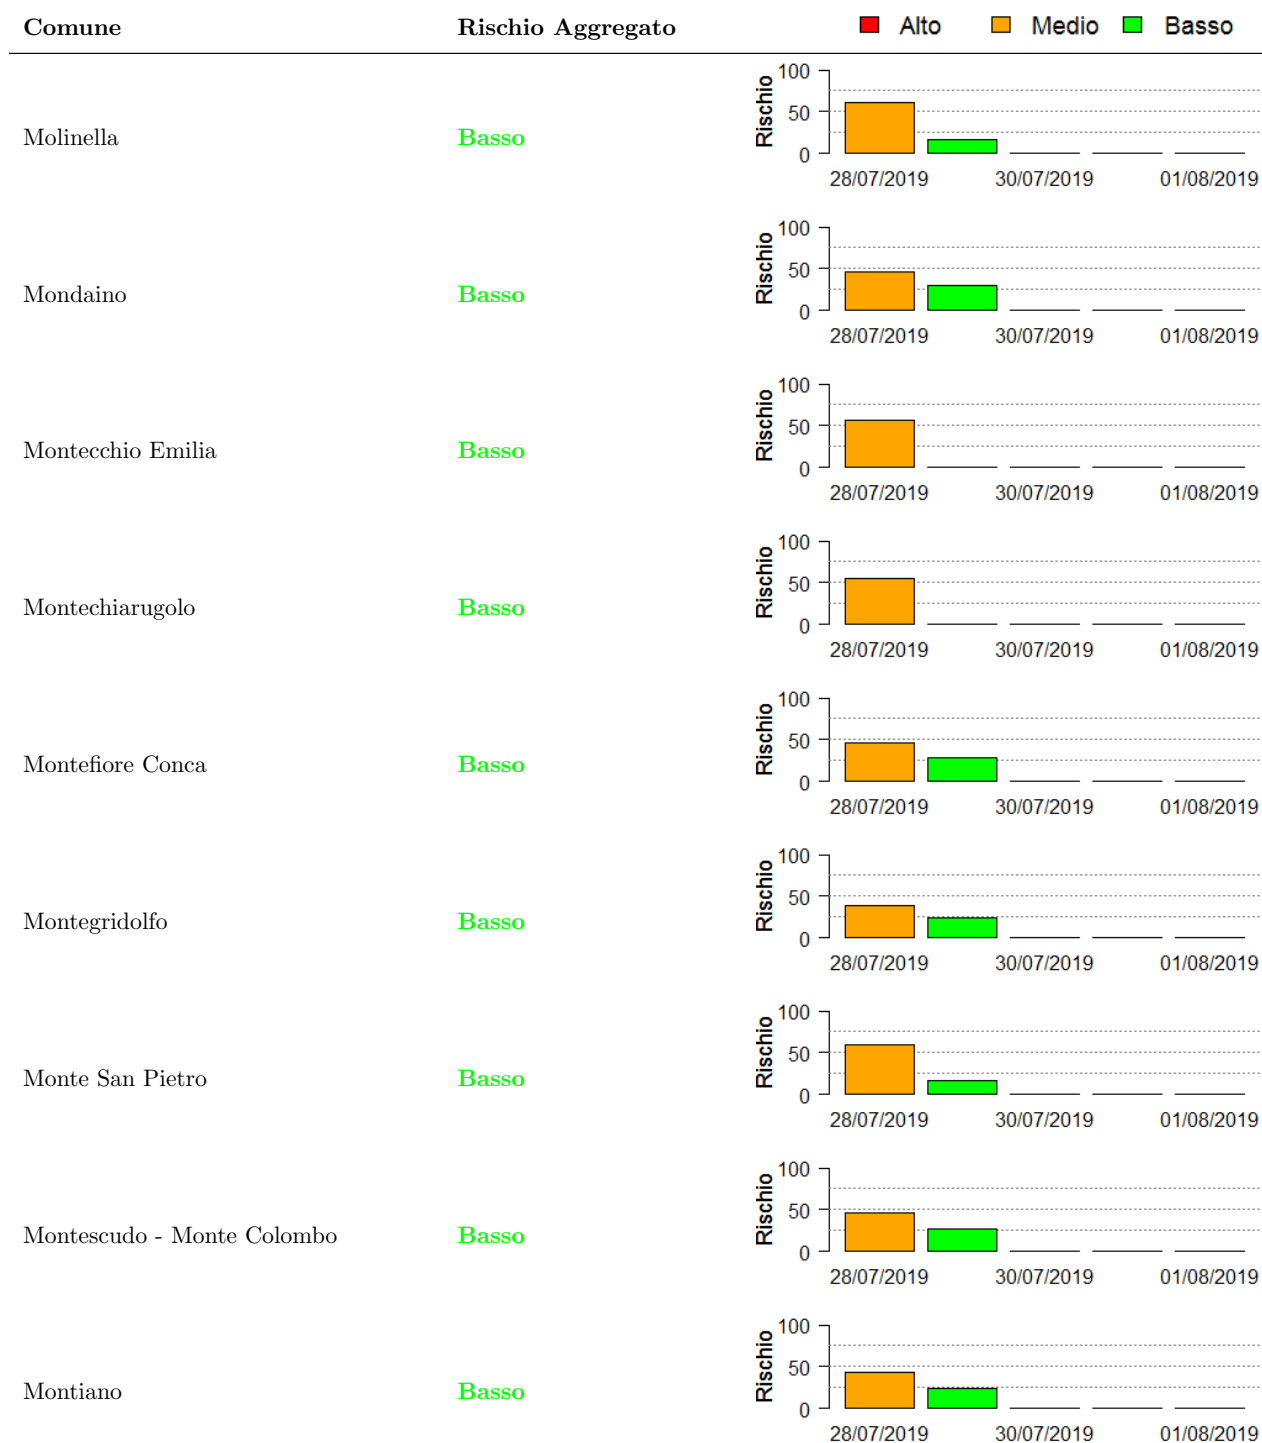 Comune Rischio Aggregato Alto Medio Basso
Molinella Basso
Rischio
100
50
0
28/07/2019 30/07/2019 01/08/2019
Mondaino Basso
Rischio
100
50
0
28/07/2019 30/07/2019 01/08/2019
Montecchio Emilia Basso
Rischio
100
50
0
28/07/2019 30/07/2019 01/08/2019
Montechiarugolo Basso
Rischio
100
50
0
28/07/2019 30/07/2019 01/08/2019
Montefiore Conca Basso
Rischio
100
50
0
28/07/2019 30/07/2019 01/08/2019
Montegridolfo Basso
Rischio
100
50
0
28/07/2019 30/07/2019 01/08/2019
Monte San Pietro Basso
Rischio
100
50
0
28/07/2019 30/07/2019 01/08/2019
Montescudo - Monte Colombo Basso
Rischio
100
50
0
28/07/2019 30/07/2019 01/08/2019
Montiano Basso
Rischio
100
50
0
28/07/2019 30/07/2019 01/08/2019